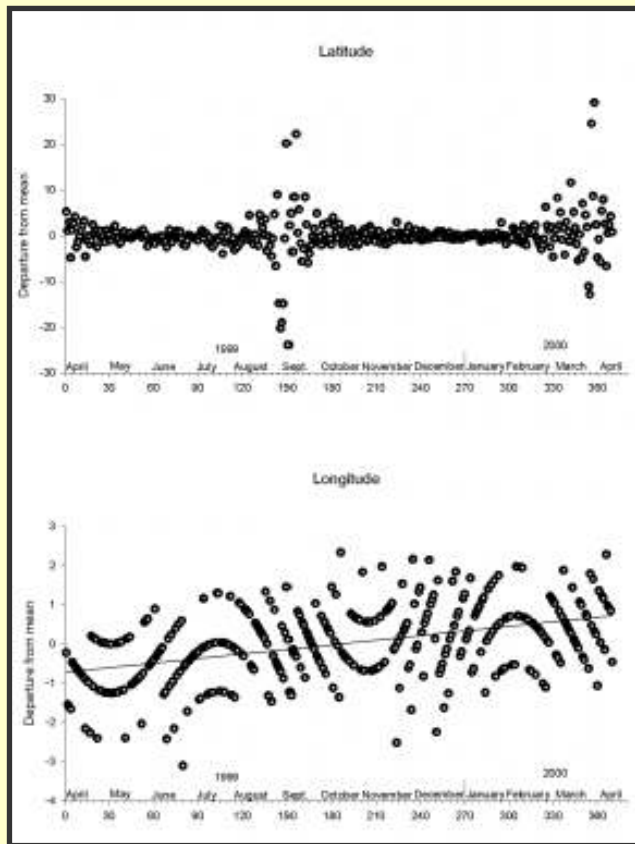 Latitude
30
20
10
0
-10
-20
-30
Departure from mean
1999 2000
April May June July August Sept. October November December January February March April
0 30 60 90 120 150 180 210 240 270 300 330 360
Longitude
3
2
1
0
-1
-2
-3
-4
Departure from mean
1999 2000
April May June July August Sept. October November December January February March April
0 30 60 90 120 150 180 210 240 270 300 330 360